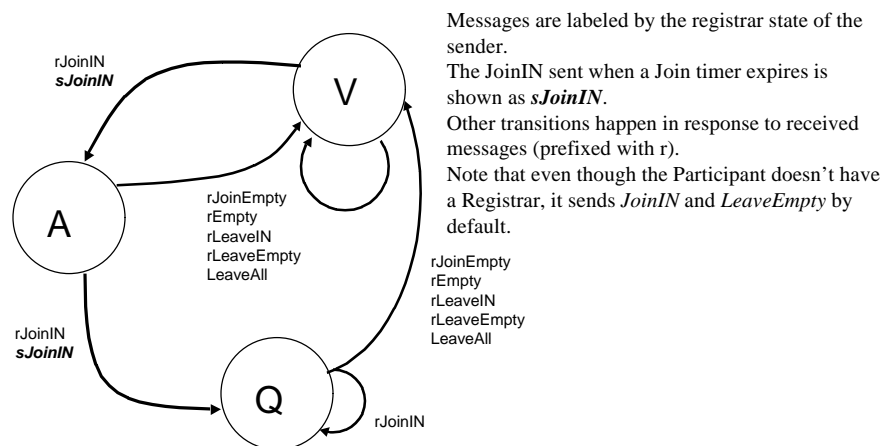 Messages are labeled by the registrar state of the
sender.
The JoinIN sent when a Join timer expires is
shown as sJoinIN.
Other transitions happen in response to received
messages (prefixed with r).
Note that even though the Participant doesn't have
a Registrar, it sends JoinIN and LeaveEmpty by
default.
rJoinIN
sJoinIN
V
A
rJoinEmpty
rEmpty
rLeaveIN
rLeaveEmpty
LeaveAll
rJoinEmpty
rEmpty
rLeaveIN
rLeaveEmpty
LeaveAll
rJoinIN
sJoinIN
Q
rJoinIN